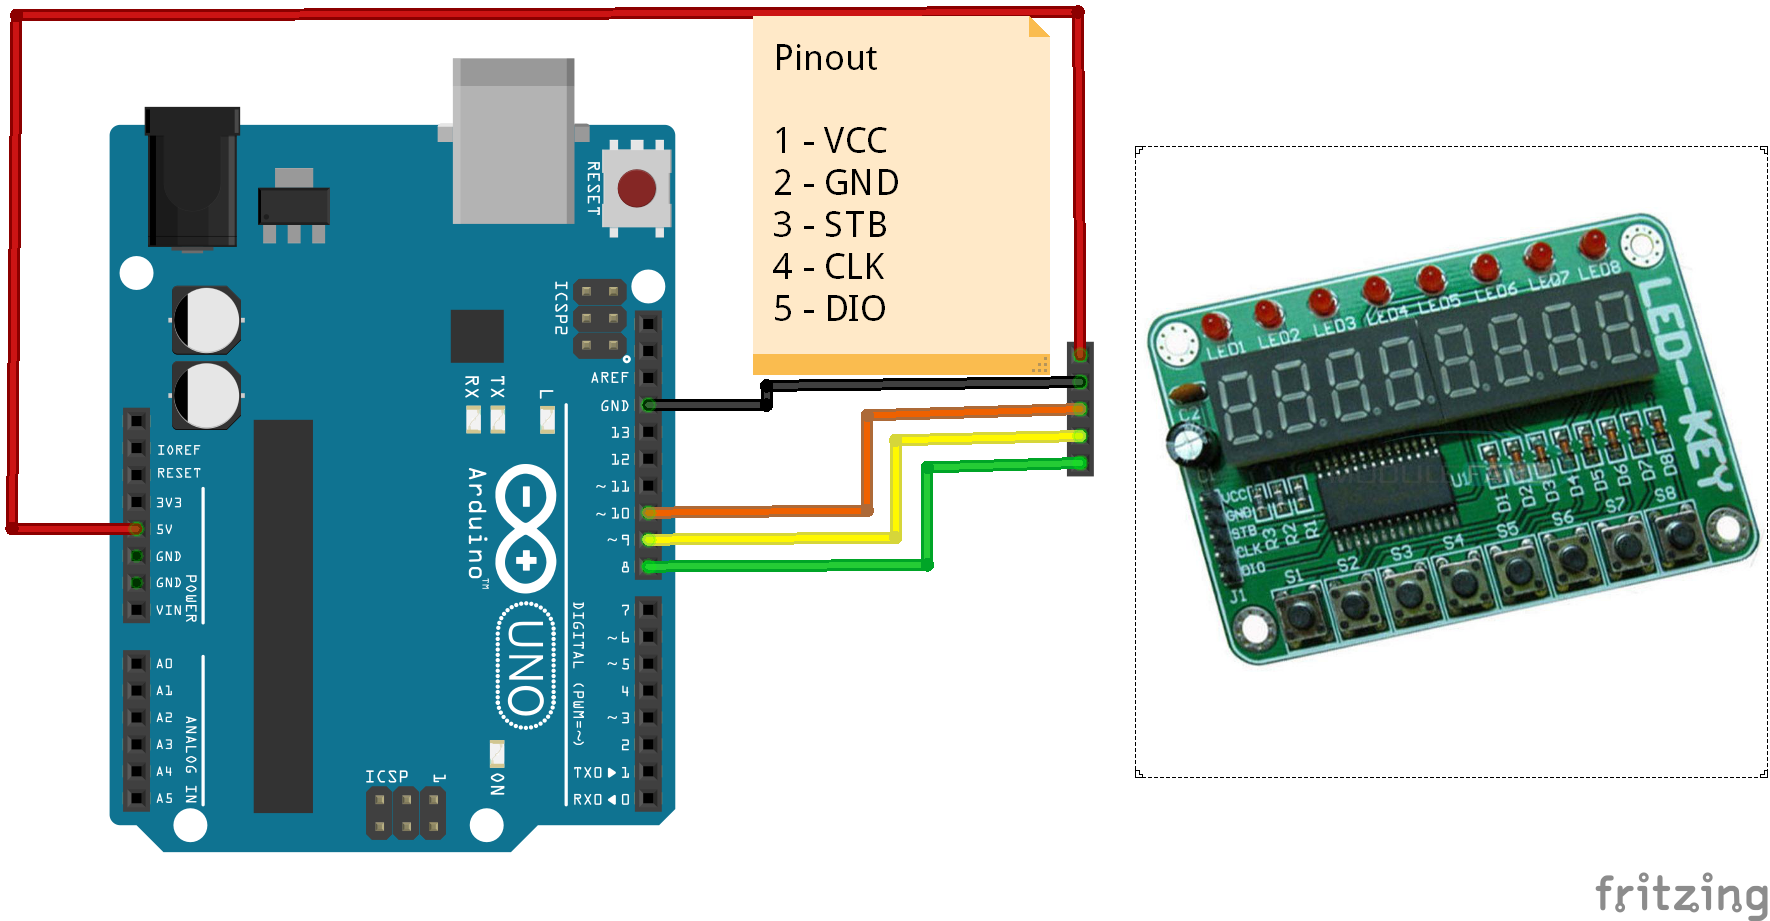 Pinout
1 - VCC
2 - GND
3 - STB
4 - CLK
5 - DIO
RESET
ICSP2
AREF
GND
13
12
~11
~10
~9
8
RX
TX
L
IOREF
RESET
3V3
5V
GND
GND
VIN
POWER
Arduino™
UNO
DIGITAL (PWM=~)
7
~6
~5
4
~3
2
TX0▶1
RX0◀0
A0
A1
A2
A3
A4
A5
ANALOG IN
ICSP
1
ON
LED1
LED2
LED3
LED4
LED5
LED6
LED7
LED8
LED-KEY
C2
VCC
GND
STB
CLK
DIO
J1
R3
R2
R1
U1
D1
D2
D3
D4
D5
D6
D7
D8
S1
S2
S3
S4
S5
S6
S7
S8
fritzing